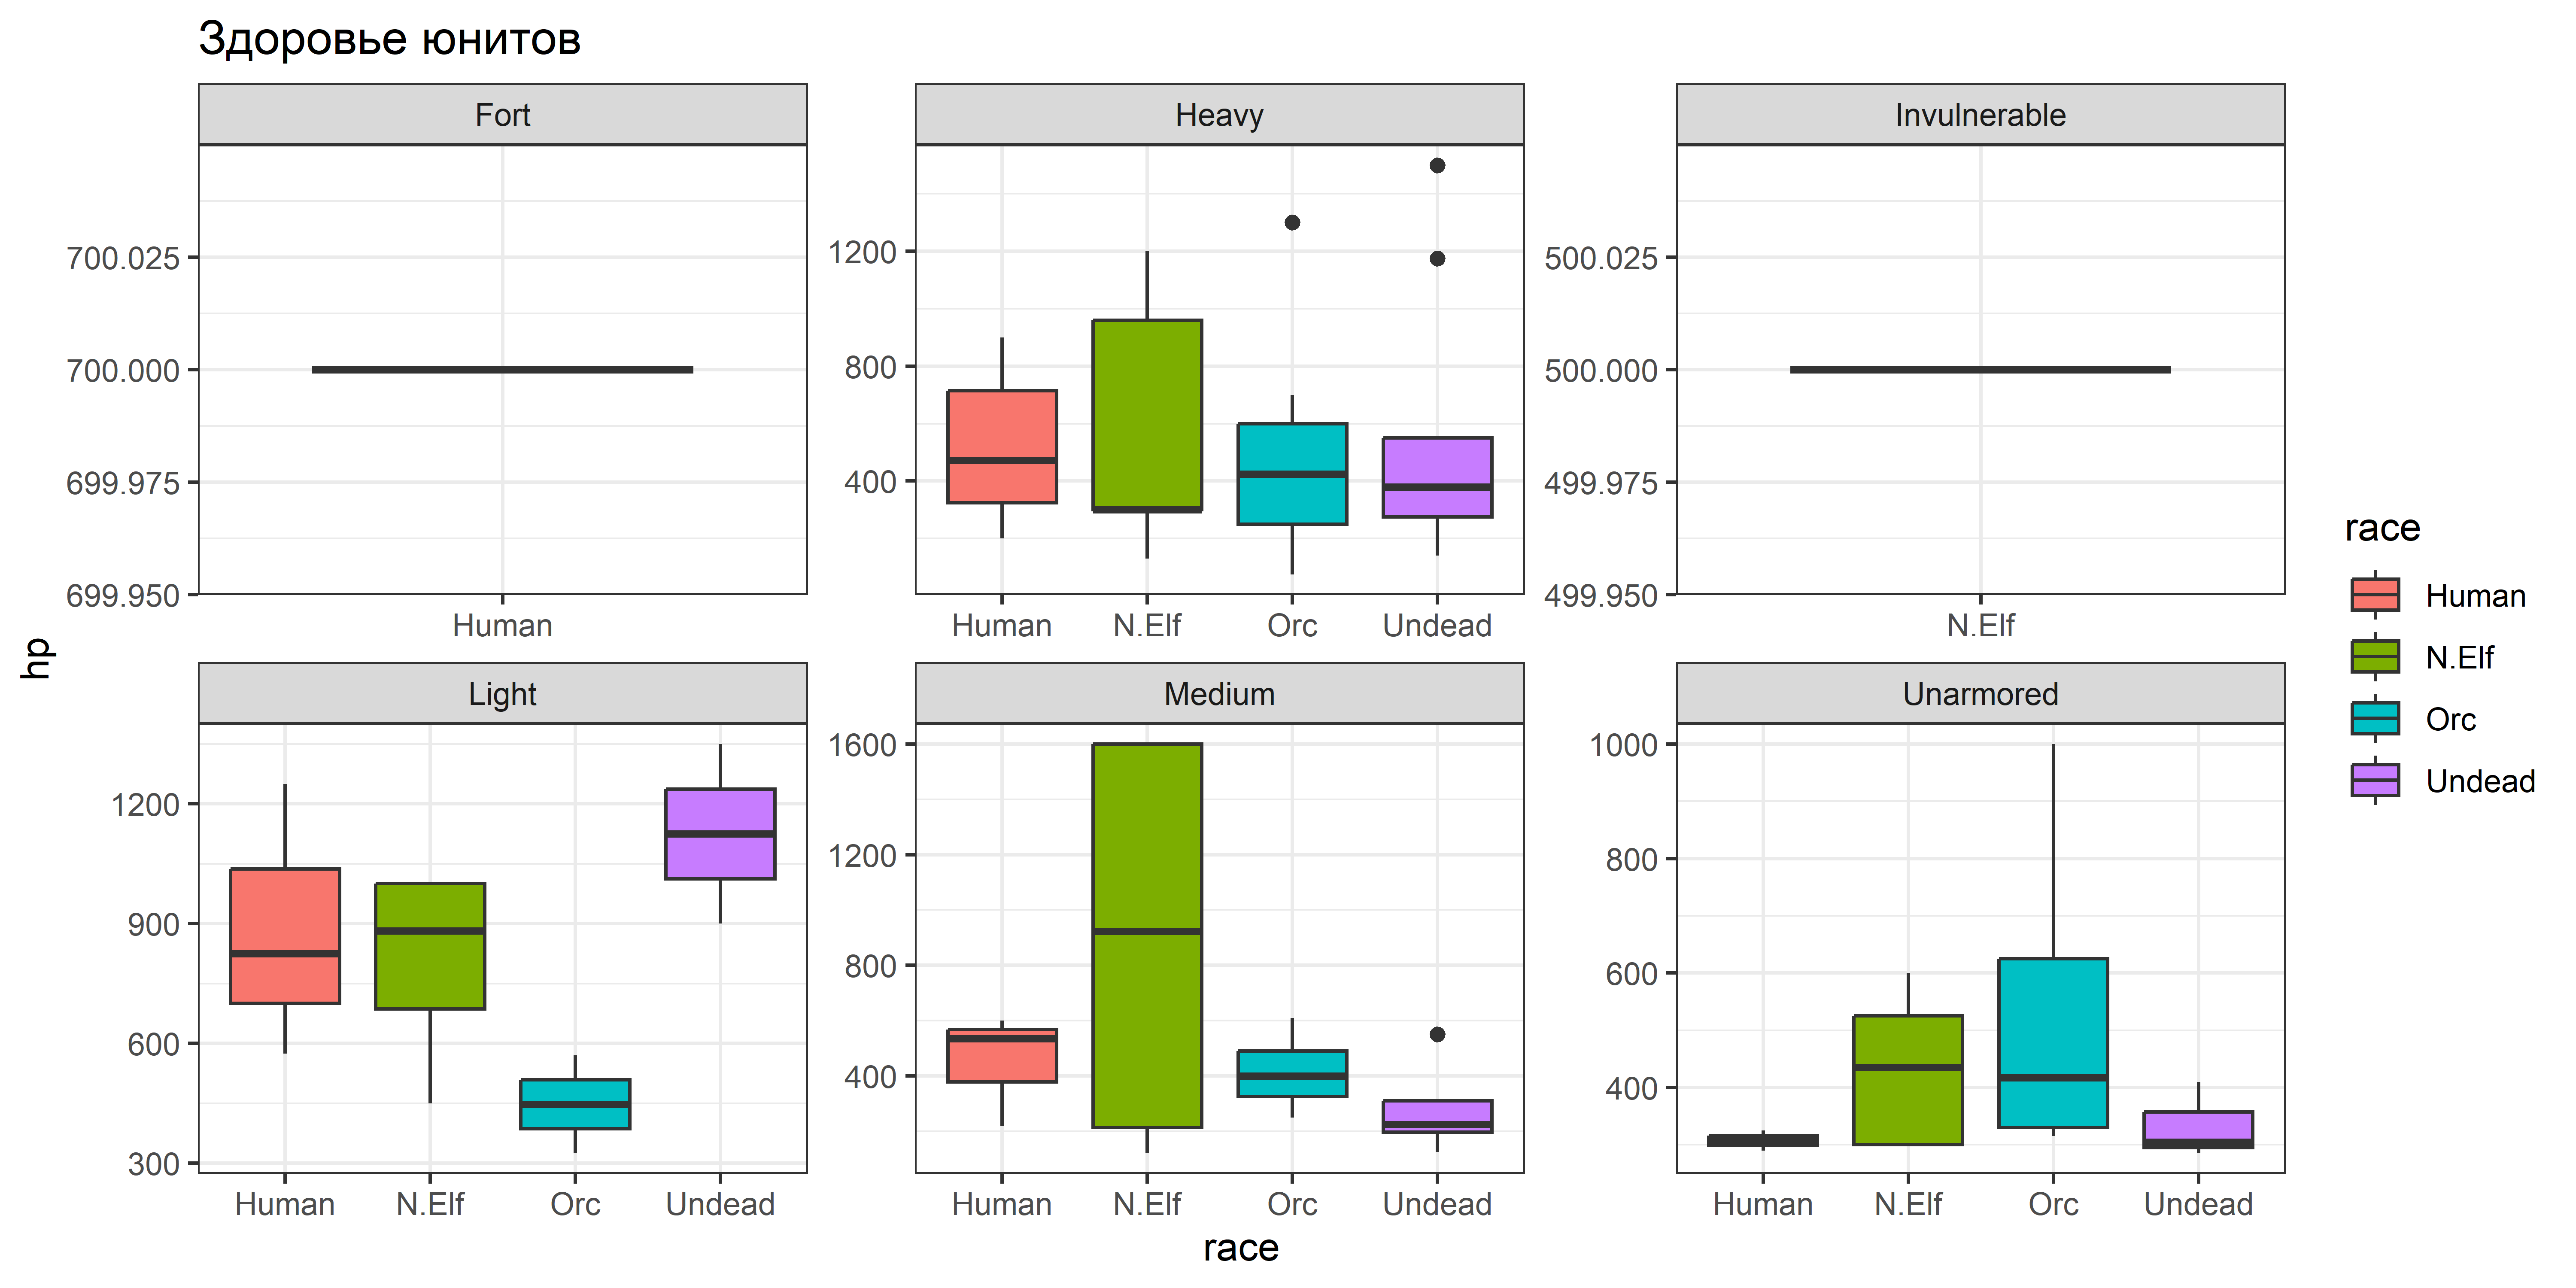 Здоровье юнитов
Fort
Heavy
Invulnerable
700.025
700.000
699.975
699.950
Human
1200
800
400
Human N.Elf Orc Undead
500.025
500.000
499.975
499.950
N.Elf
hp
Light
Medium
Unarmored
1200
900
600
300
Human N.Elf Orc Undead
1600
1200
800
400
Human N.Elf Orc Undead
1000
800
600
400
Human N.Elf Orc Undead
race
race
Human
N.Elf
Orc
Undead